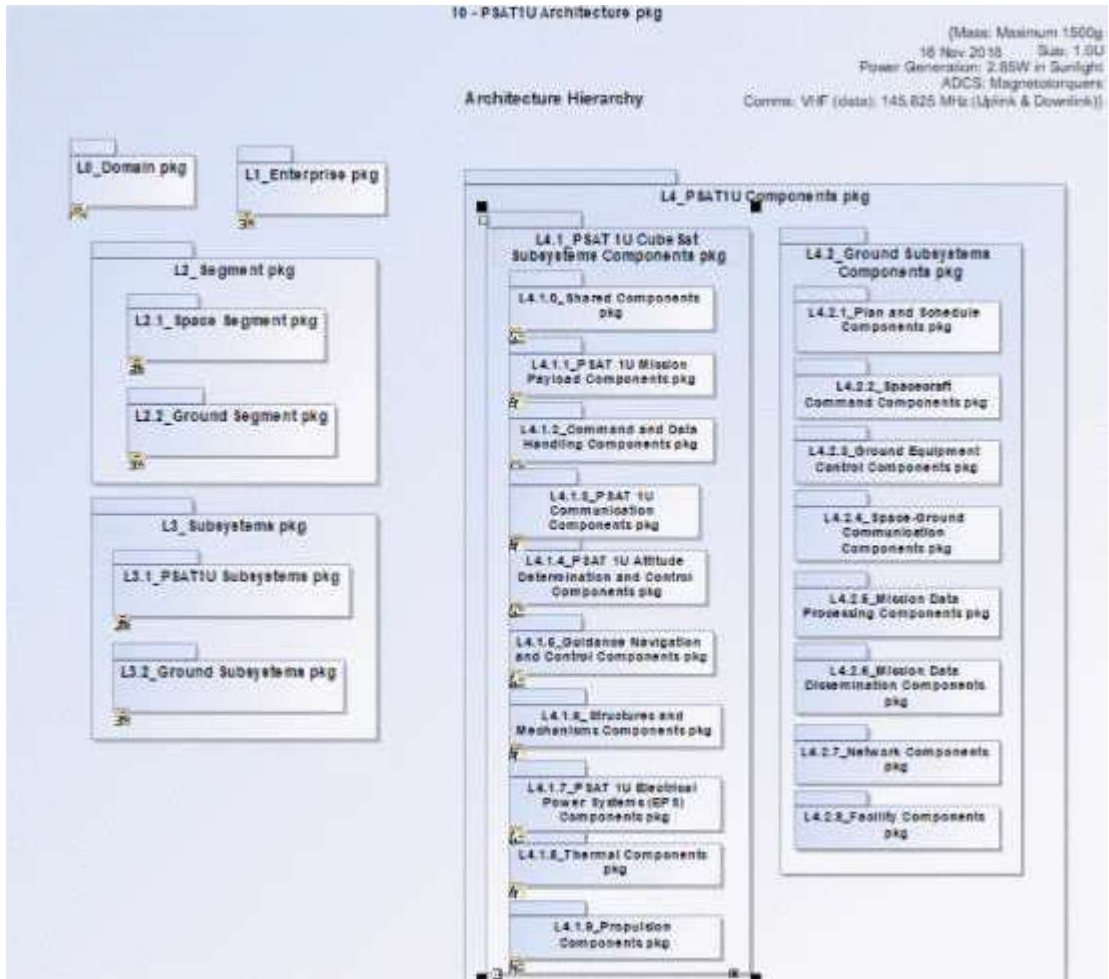 10 - PSAT1U Architecture pkg
{Mass: Maximum 1500g
16 Nov 2018 Size: 1.0U
Power Generation: 2.85W in Sunlight
ADCS: Magnetotorquers
Comms: VHF (data): 145.825 MHz (Uplink & Downlink)}
Architecture Hierarchy
L0_Domain pkg
L1_Enterprise pkg
L2_Segment pkg
L2.1_Space Segment pkg
L2.2_Ground Segment pkg
L3_Subsystems pkg
L3.1_PSAT1U Subsystems pkg
L3.2_Ground Subsystems pkg
L4_PSAT1U Components pkg
L4.1_PSAT 1U CubeSat
Subsystems Components pkg
L4.1.0_Shared Components
pkg
L4.1.1_PSAT 1U Mission
Payload Components pkg
L4.1.2_Command and Data
Handling Components pkg
L4.1.3_PSAT 1U
Communication
Components pkg
L4.1.4_PSAT 1U Attitude
Determination and Control
Components pkg
L4.1.5_Guidance Navigation
and Control Components pkg
L4.1.6_Structures and
Mechanisms Components pkg
L4.1.7_PSAT 1U Electrical
Power Systems (EPS)
Components pkg
L4.1.8_Thermal Components
pkg
L4.1.9_Propulsion
Components pkg
L4.2_Ground Subsystems
Components pkg
L4.2.1_Plan and Schedule
Components pkg
L4.2.2_Spacecraft
Command Components pkg
L4.2.3_Ground Equipment
Control Components pkg
L4.2.4_Space-Ground
Communication
Components pkg
L4.2.5_Mission Data
Processing Components pkg
L4.2.6_Mission Data
Dissemination Components
pkg
L4.2.7_Network Components
pkg
L4.2.8_Facility Components
pkg